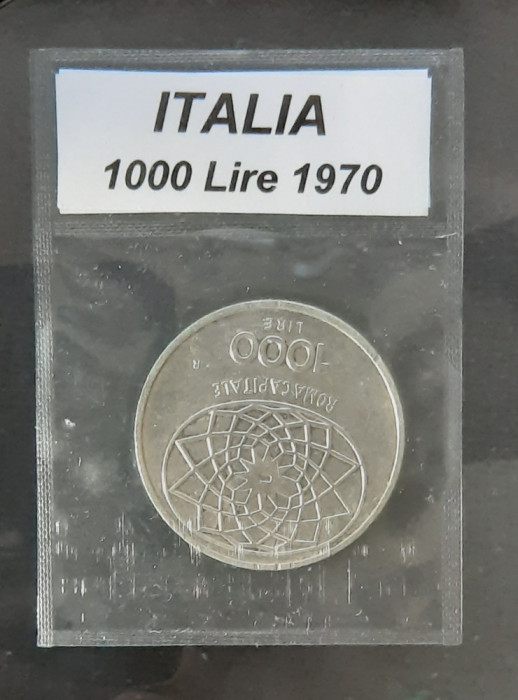 ITALIA
1000 Lire 1970
ROMA CAPITALE
R
1000
LIRE